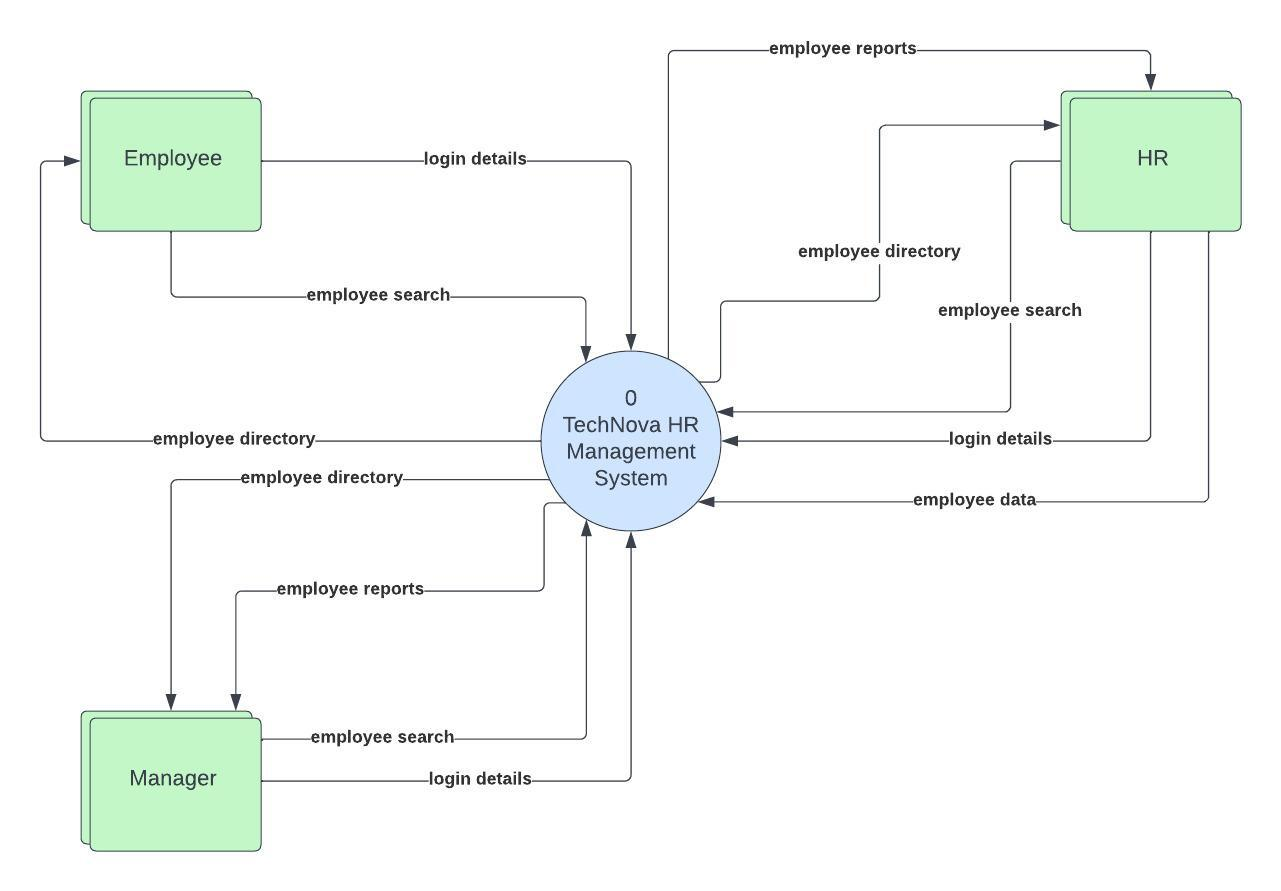 employee reports
Employee
login details
HR
employee directory
employee search
employee search
0
TechNova HR
Management
System
employee directory
login details
employee directory
employee data
employee reports
employee search
Manager
login details